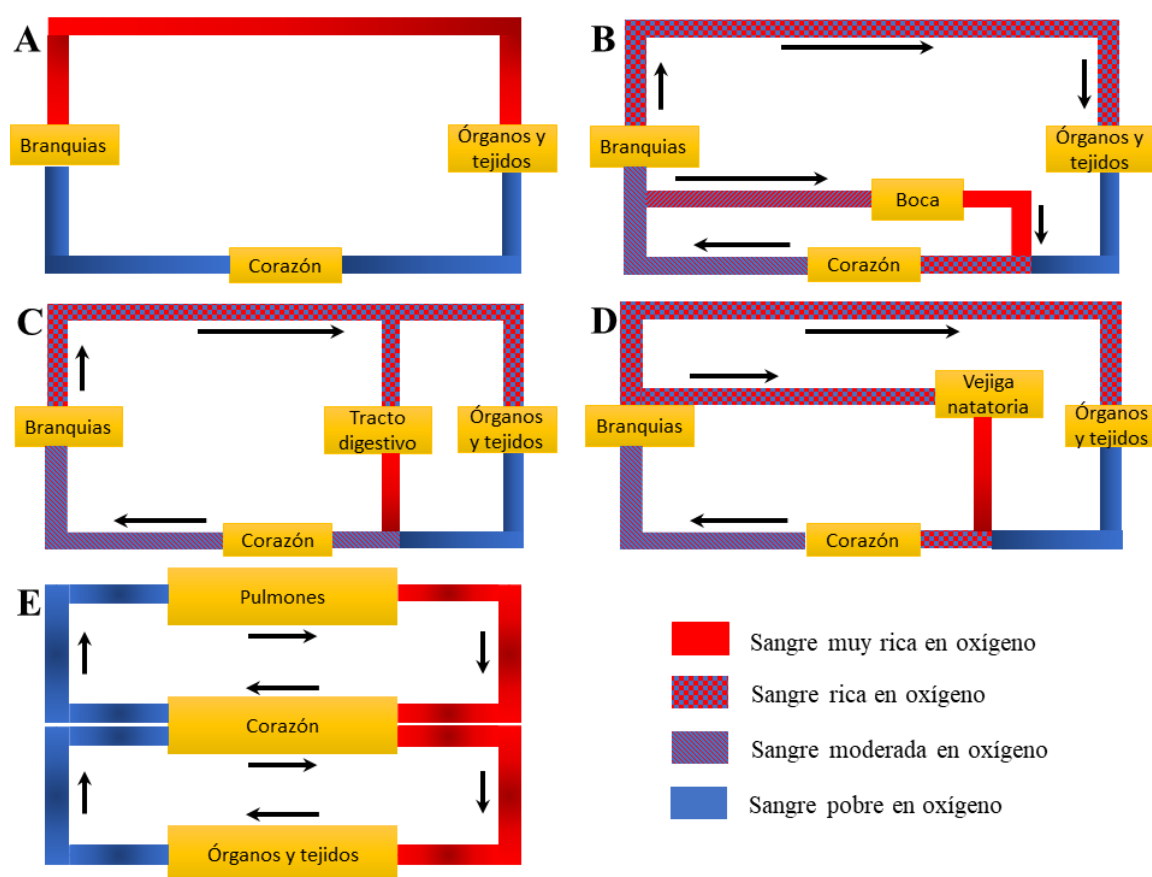 A
Branquias
Órganos y
tejidos
Corazón
B
Branquias
Órganos y
tejidos
Boca
Corazón
C
Branquias
Tracto
digestivo
Órganos
y tejidos
Corazón
D
Branquias
Vejiga
natatoria
Órganos
y tejidos
Corazón
E
Pulmones
Corazón
Órganos y tejidos
Sangre muy rica en oxígeno
Sangre rica en oxígeno
Sangre moderada en oxígeno
Sangre pobre en oxígeno